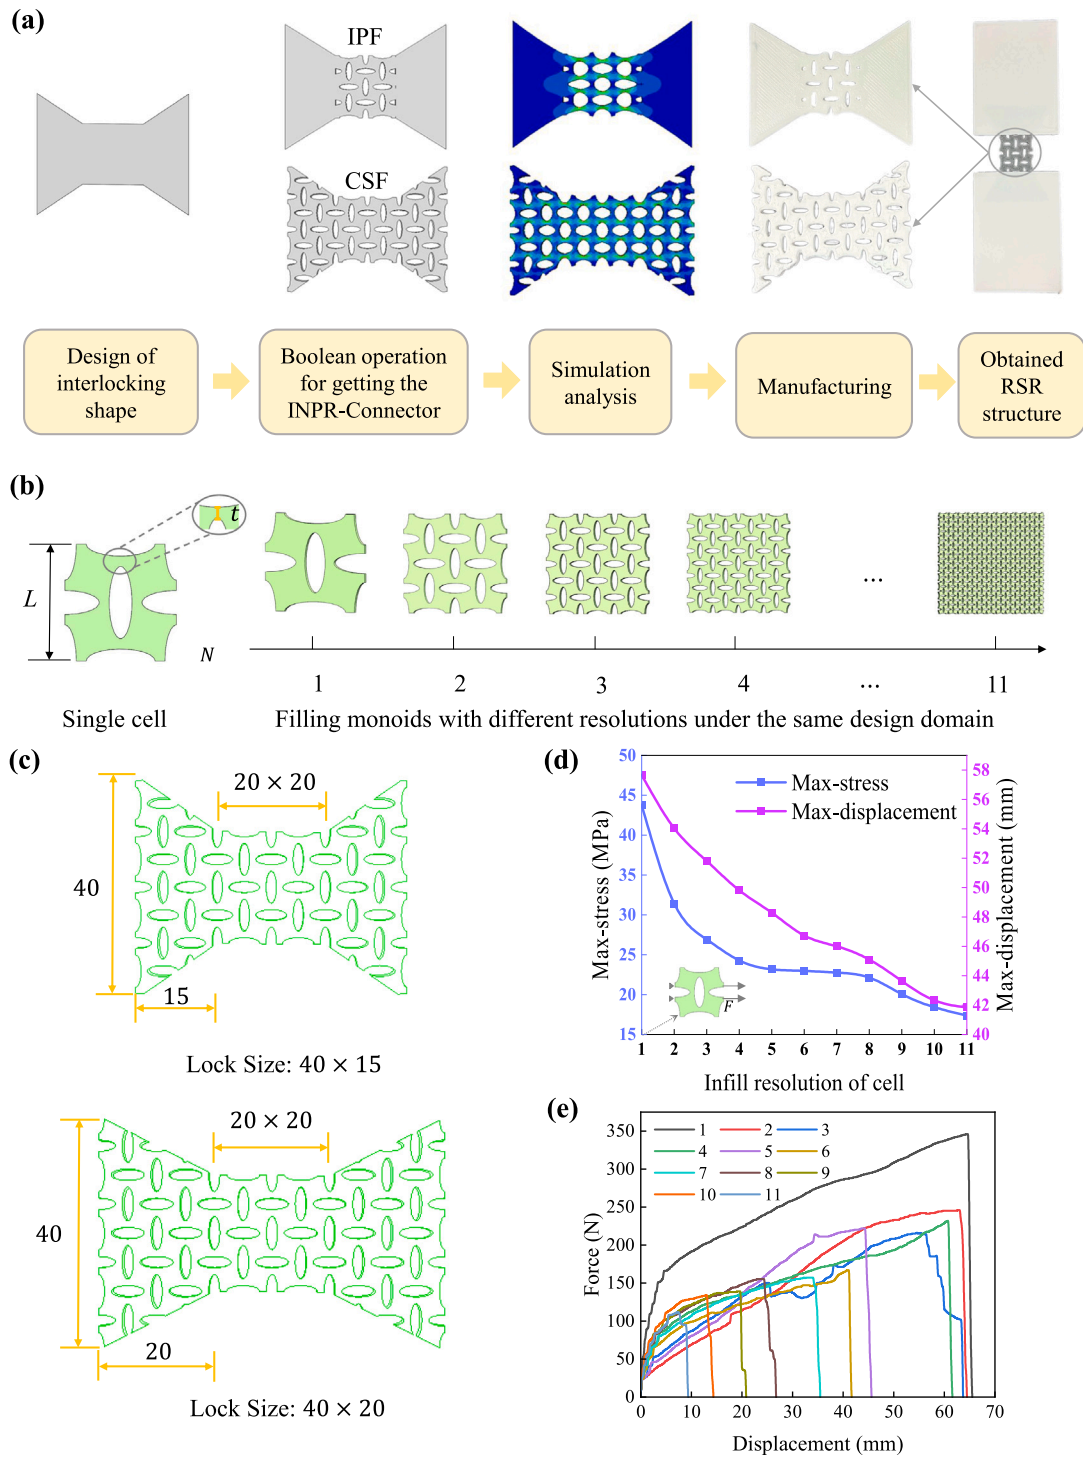 (a)
IPF
CSF
Design of
interlocking
shape
Boolean operation
for getting the
INPR-Connector
Simulation
analysis
Manufacturing
Obtained
RSR
structure
(b)
t
L
N
1 2 3 4 ... 11
...
Single cell
Filling monoids with different resolutions under the same design domain
(c)
20 × 20
40
15
Lock Size: 40 × 15
20 × 20
40
20
Lock Size: 40 × 20
(d)
Max-stress
Max-displacement
Max-stress (MPa)
50
45
40
35
30
25
20
15
Max-displacement (mm)
58
56
54
52
50
48
46
44
42
40
F
1 2 3 4 5 6 7 8 9 10 11
Infill resolution of cell
(e)
1 2 3
4 5 6
7 8 9
10 11
Force (N)
350
300
250
200
150
100
50
0
0 10 20 30 40 50 60 70
Displacement (mm)